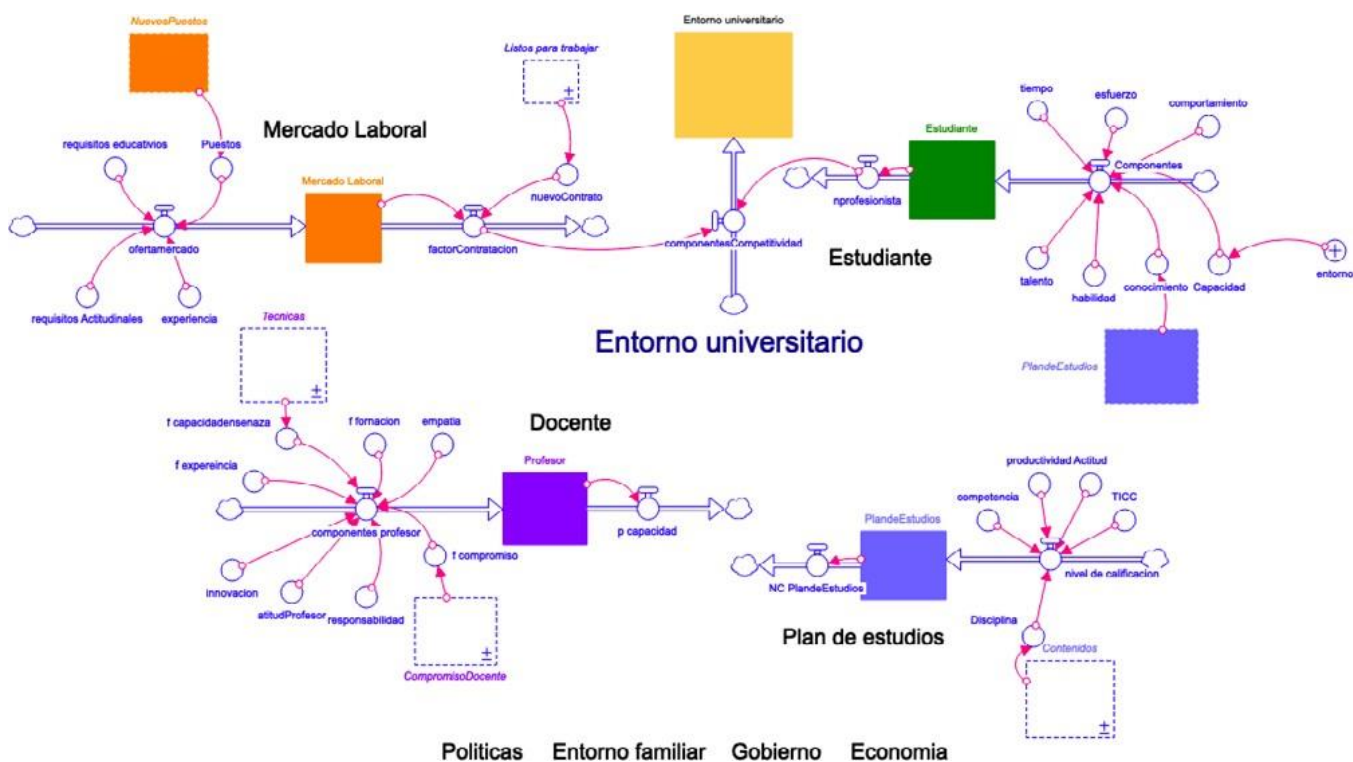 NuevosPuestos
Entorno universitario
Listos para trabajar
tiempo
esfuerzo
comportamiento
Mercado Laboral
Estudiante
requisitos educativios
Puestos
Componentes
Mercado Laboral
nuevoContrato
nprofesionista
ofertamercado
factorContratacion
componentesCompetitividad
Estudiante
talento
habilidad
conocimiento
Capacidad
entorno
requisitos Actitudinales
experiencia
Tecnicas
Entorno universitario
PlandeEstudios
f capacidadensenaza
f fornacion
empatia
Docente
f expereincia
Profesor
productividad
Actitud
competencia
TICC
componentes profesor
p capacidad
PlandeEstudios
f compromiso
innovacion
atitudProfesor
responsabilidad
NC PlandeEstudios
nivel de calificacion
Disciplina
Plan de estudios
Contenidos
CompromisoDocente
Politicas Entorno familiar Gobierno Economia